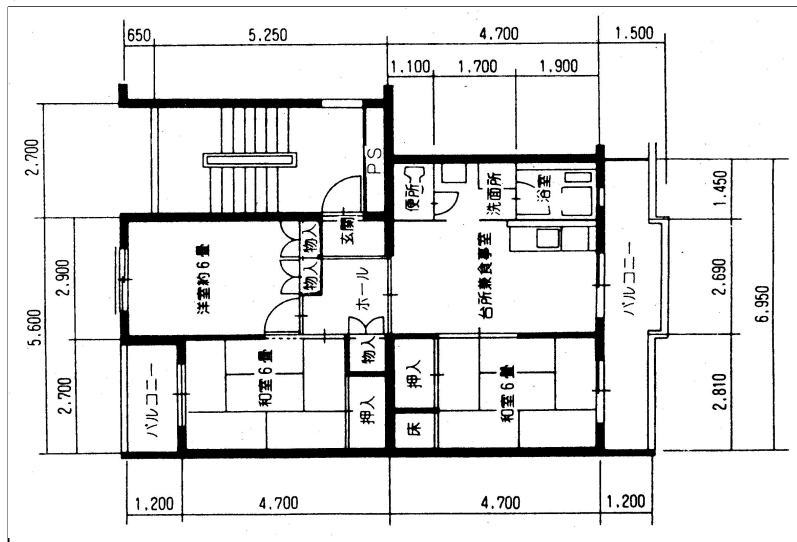 650
5.250
4.700
1.500
1.100
1.700
1.900
2.700
2.900
5.600
2.700
PS
便所
洗面所
浴室
玄関
物入
物入
洋室約6畳
ホール
台所兼食事室
バルコニー
1.450
2.690
6.950
2.810
バルコニー
和室6畳
物入
押入
押入
床
和室6畳
1.200
4.700
4.700
1.200